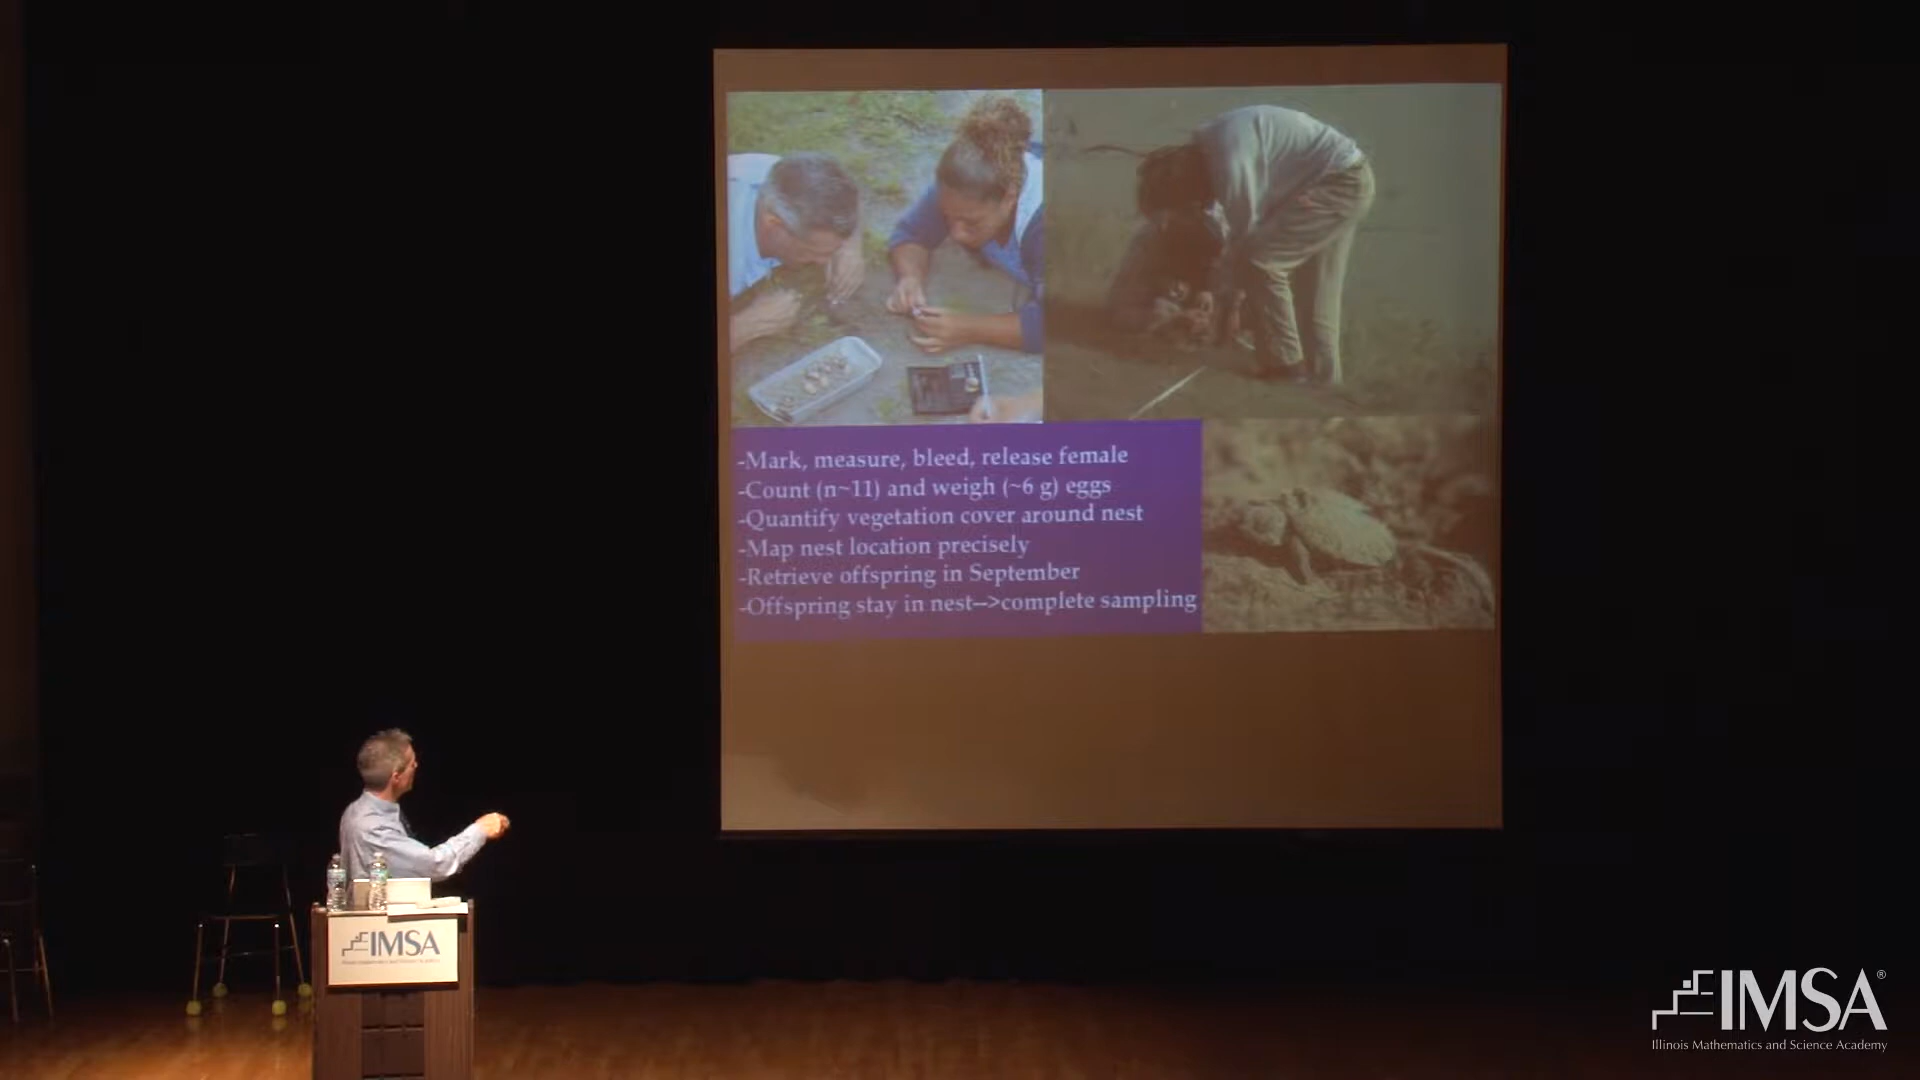 -Mark, measure, bleed, release female
-Count (n~11) and weigh (~6 g) eggs
-Quantify vegetation cover around nest
-Map nest location precisely
-Retrieve offspring in September
-Offspring stay in nest-->complete sampling
IMSA
IMSA®
Illinois Mathematics and Science Academy